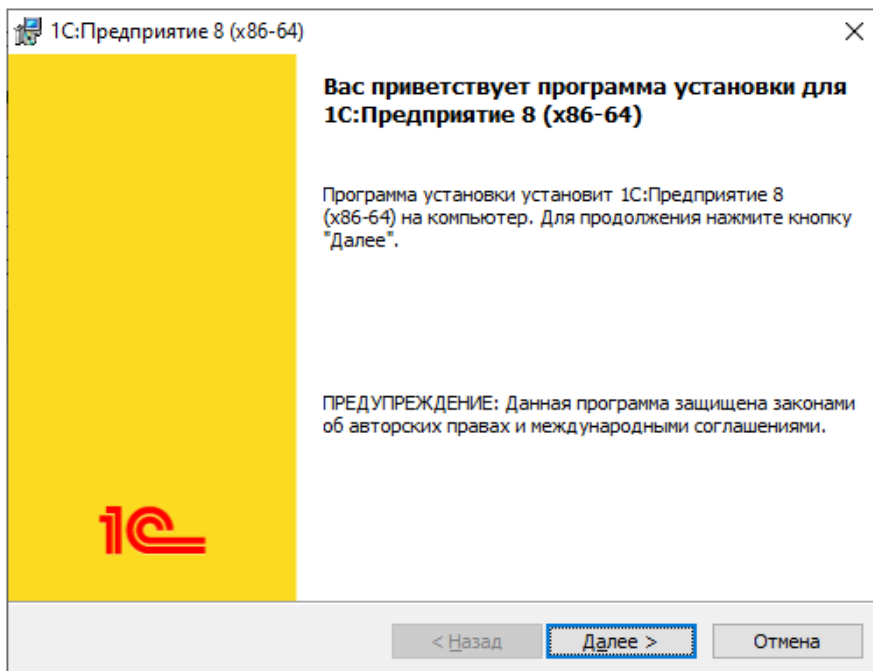 1С:Предприятие 8 (x86-64)
Вас приветствует программа установки для
1С:Предприятие 8 (x86-64)
Программа установки установит 1С:Предприятие 8
(x86-64) на компьютер. Для продолжения нажмите кнопку
"Далее".
ПРЕДУПРЕЖДЕНИЕ: Данная программа защищена законами
об авторских правах и международными соглашениями.
1С
< Назад
Далее >
Отмена